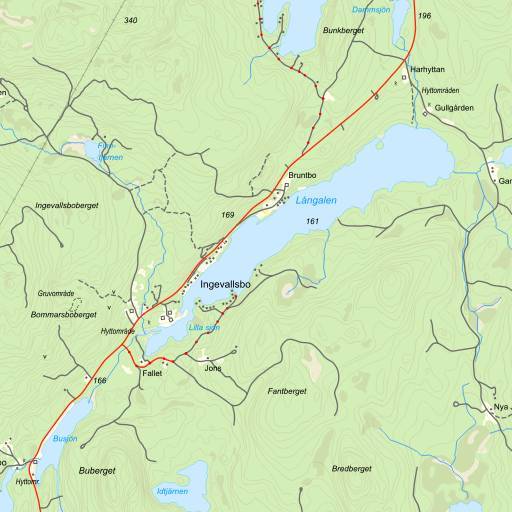 Dammsjön
196
340
Bunkberget
Harhyttan
Hyttområden
Gullgården
Bruntbo
Långalen
Ingevallsboberget
169
161
Ingevallsbo
Gruvområde
Bommarsboberget
Hyttområde
Lilla sjön
Jons
Fallet
166
Fantberget
Nya
Busjön
Buberget
Bredberget
Hyttomr.
Idtjärnen